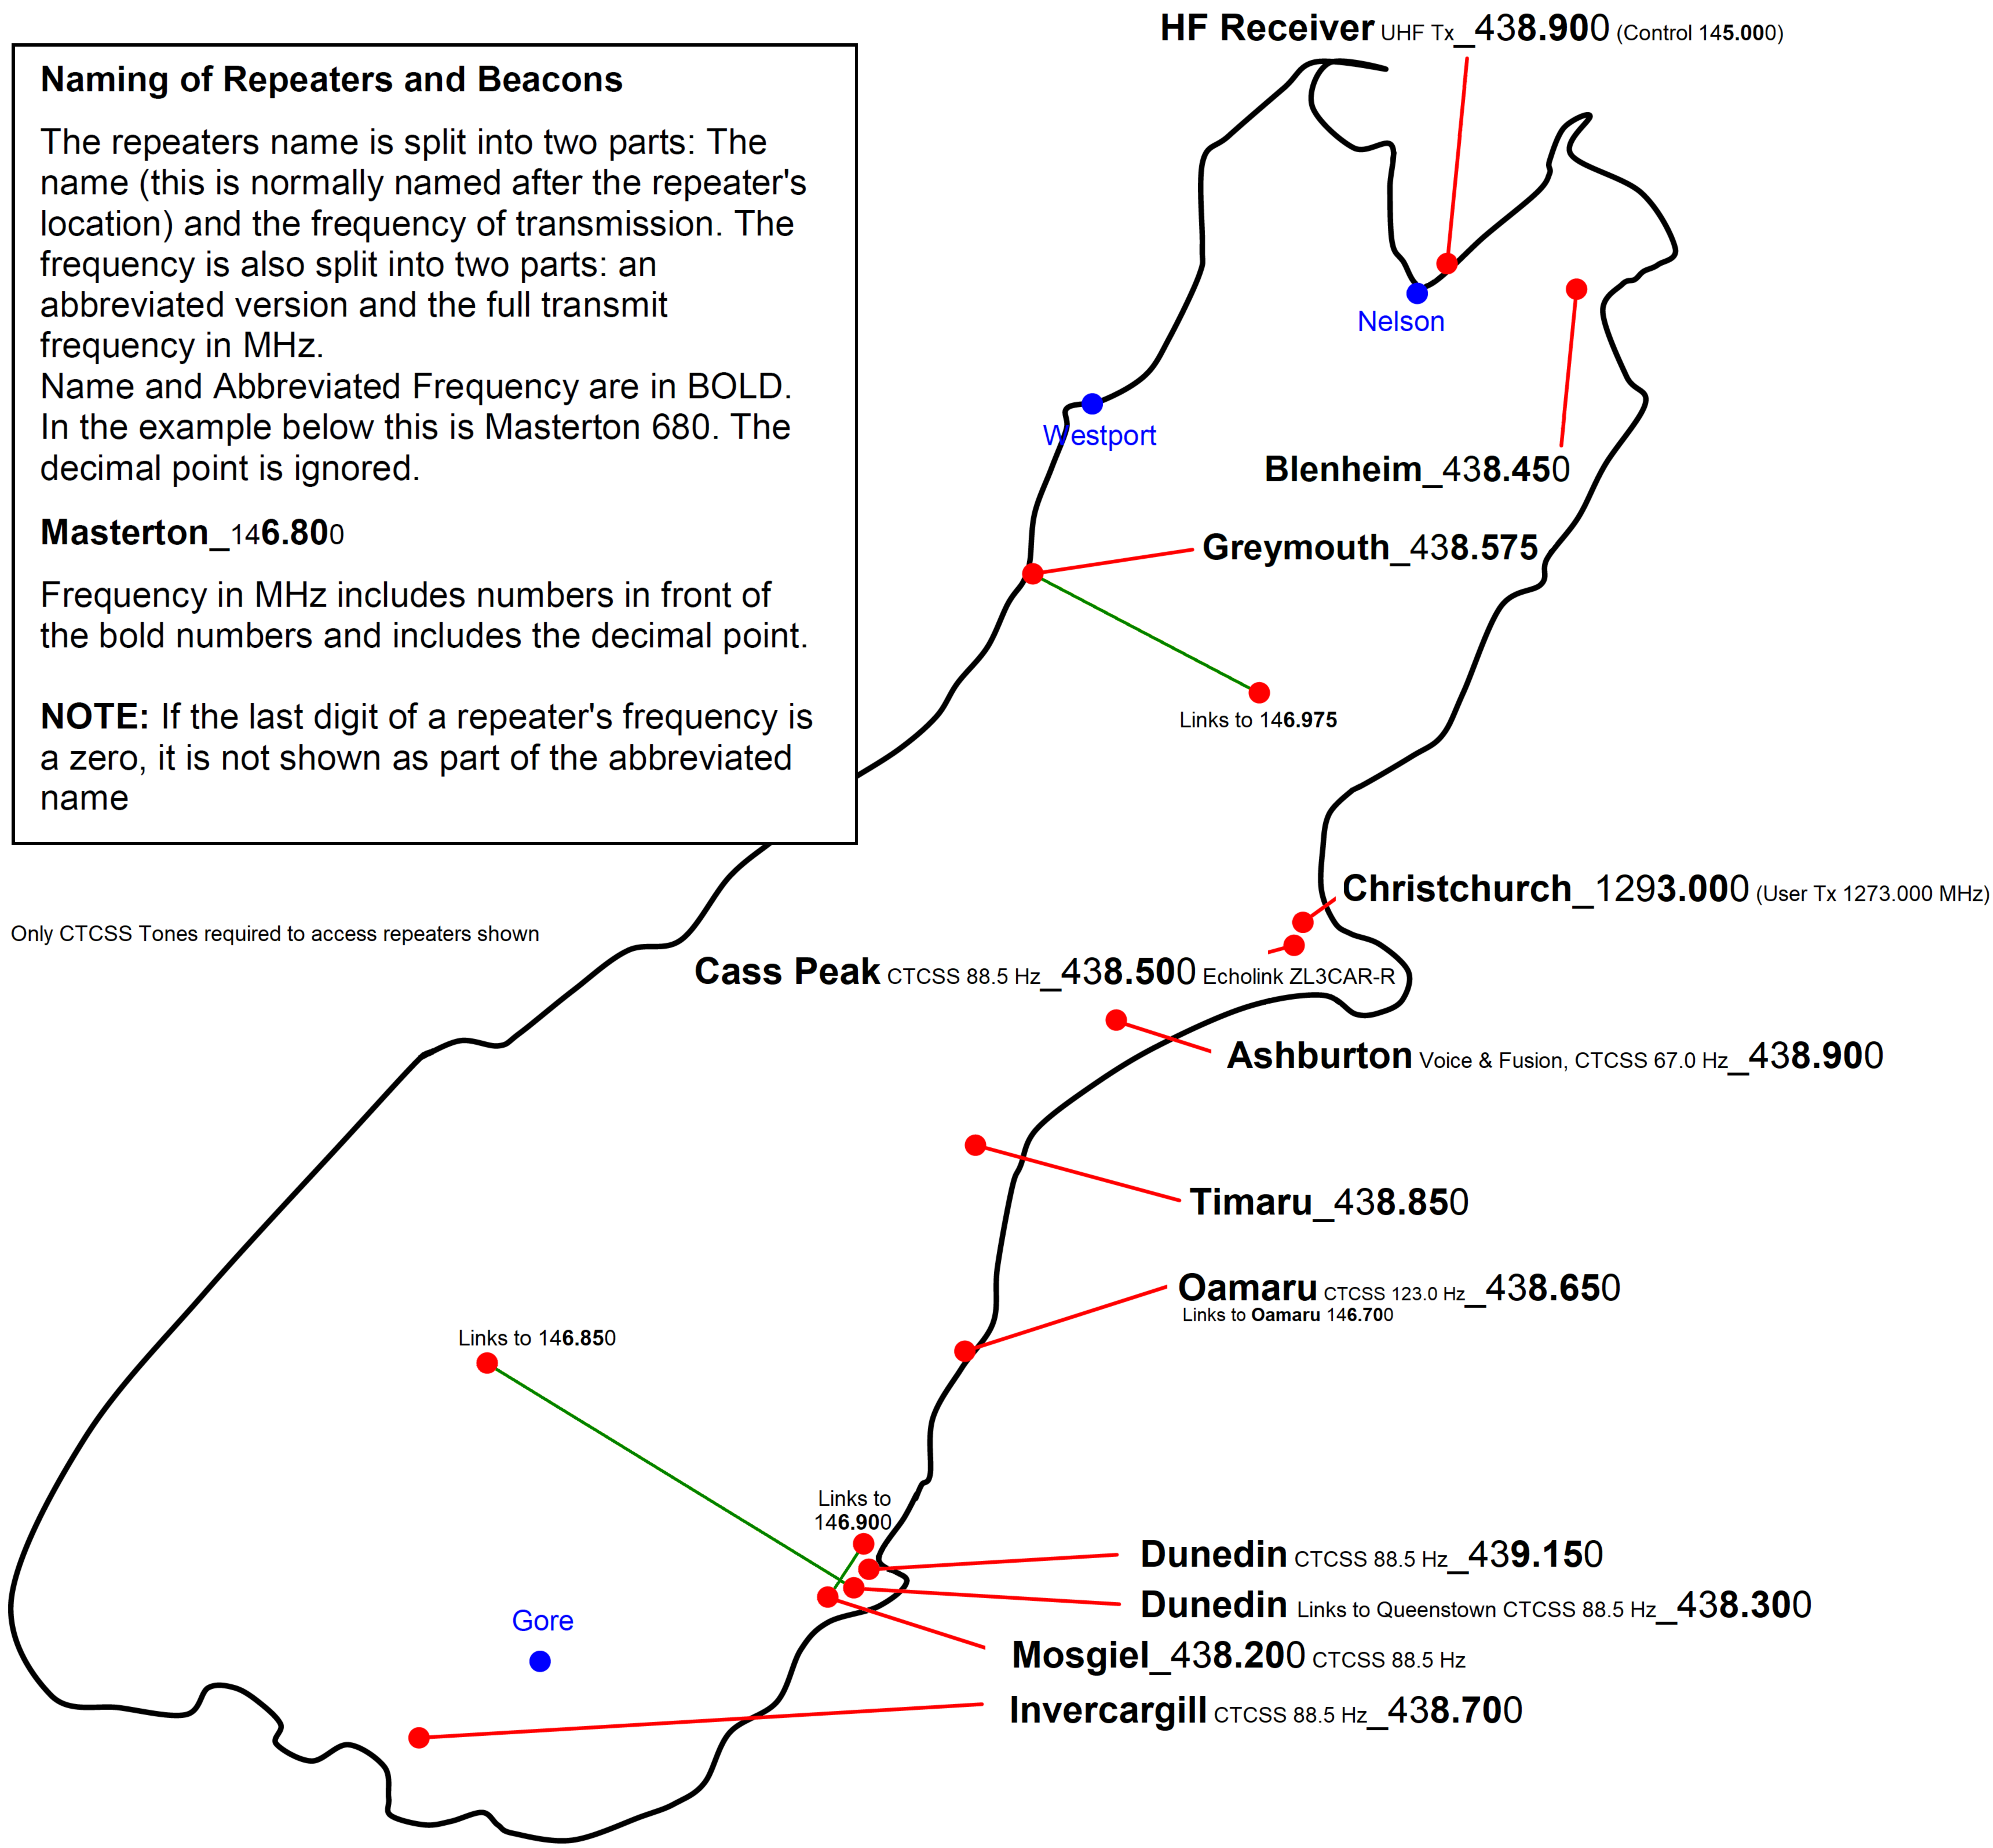 HF Receiver UHF Tx_438.900 (Control 145.000)
Naming of Repeaters and Beacons
The repeaters name is split into two parts: The
name (this is normally named after the repeater's
location) and the frequency of transmission. The
frequency is also split into two parts: an
abbreviated version and the full transmit
frequency in MHz.
Name and Abbreviated Frequency are in BOLD.
In the example below this is Masterton 680. The
decimal point is ignored.
Masterton_146.800
Frequency in MHz includes numbers in front of
the bold numbers and includes the decimal point.
NOTE: If the last digit of a repeater's frequency is
a zero, it is not shown as part of the abbreviated
name
Nelson
Westport
Blenheim_438.450
Greymouth_438.575
Links to 146.975
Christchurch_1293.000 (User Tx 1273.000 MHz)
Only CTCSS Tones required to access repeaters shown
Cass Peak CTCSS 88.5 Hz_438.500 Echolink ZL3CAR-R
Ashburton Voice & Fusion, CTCSS 67.0 Hz_438.900
Timaru_438.850
Oamaru CTCSS 123.0 Hz_438.650
Links to Oamaru 146.700
Links to 146.850
Links to
146.900
Dunedin CTCSS 88.5 Hz_439.150
Dunedin Links to Queenstown CTCSS 88.5 Hz_438.300
Gore
Mosgiel_438.200 CTCSS 88.5 Hz
Invercargill CTCSS 88.5 Hz_438.700